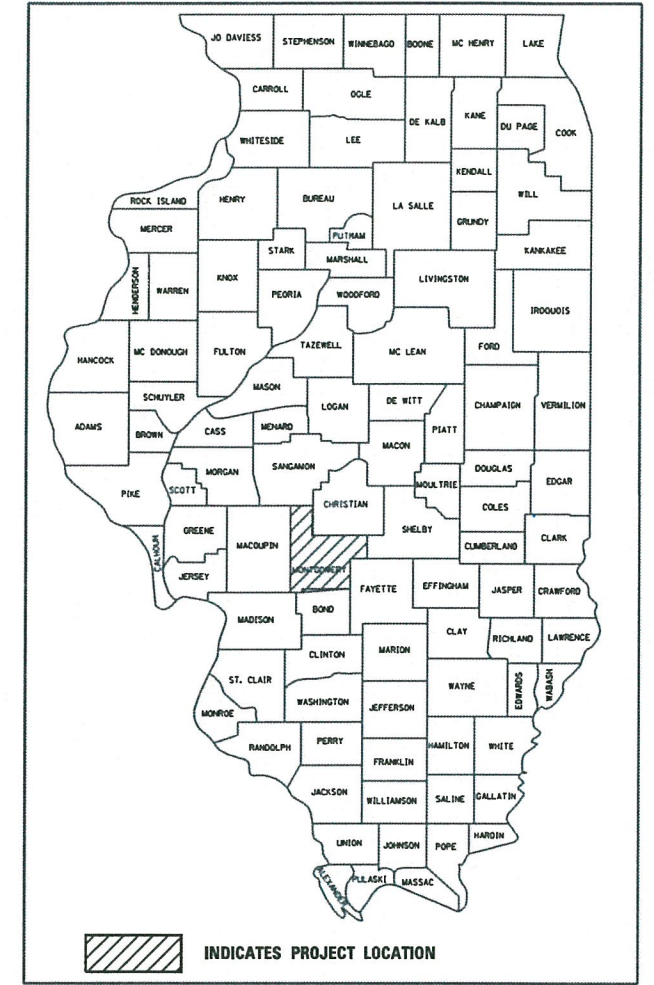 JO DAVIESS
STEPHENSON
WINNEBAGO
BOONE
MC HENRY
LAKE
CARROLL
OGLE
DE KALB
KANE
DU PAGE
COOK
WHITESIDE
LEE
KENDALL
WILL
ROCK ISLAND
HENRY
BUREAU
LA SALLE
GRUNDY
MERCER
PUTNAM
STARK
MARSHALL
KANKAKEE
HENDERSON
WARREN
KNOX
PEORIA
WOODFORD
LIVINGSTON
IROQUOIS
HANCOCK
MC DONOUGH
FULTON
TAZEWELL
MC LEAN
FORD
MASON
SCHUYLER
LOGAN
DE WITT
CHAMPAIGN
VERMILION
ADAMS
BROWN
CASS
MENARD
MACON
PIATT
PIKE
SCOTT
MORGAN
SANGAMON
MOULTRIE
DOUGLAS
EDGAR
CHRISTIAN
COLES
CALHOUN
GREENE
MACOUPIN
SHELBY
CUMBERLAND
CLARK
JERSEY
MONTGOMERY
FAYETTE
EFFINGHAM
JASPER
CRAWFORD
MADISON
BOND
CLAY
RICHLAND
LAWRENCE
CLINTON
MARION
ST. CLAIR
WAYNE
EDWARDS
WABASH
MONROE
WASHINGTON
JEFFERSON
RANDOLPH
PERRY
HAMILTON
WHITE
FRANKLIN
JACKSON
WILLIAMSON
SALINE
GALLATIN
UNION
JOHNSON
POPE
HARDIN
ALEXANDER
PULASKI
MASSAC
INDICATES PROJECT LOCATION